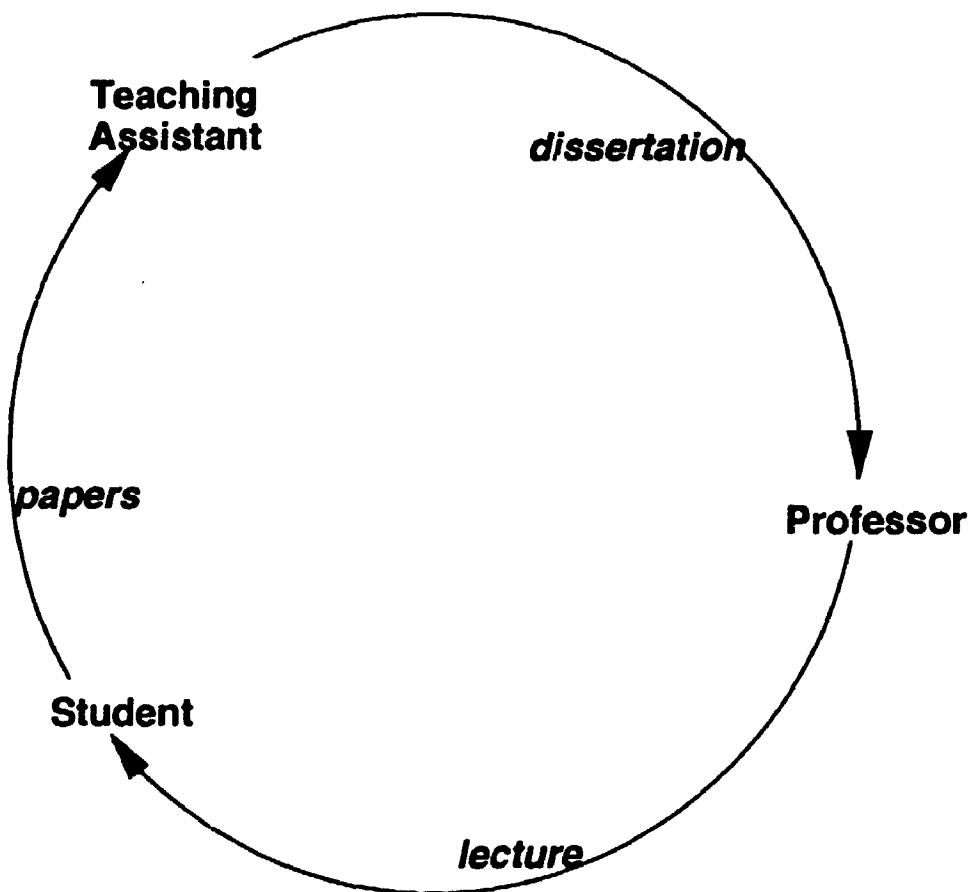 Teaching
Assistant
dissertation
papers
Professor
Student
lecture